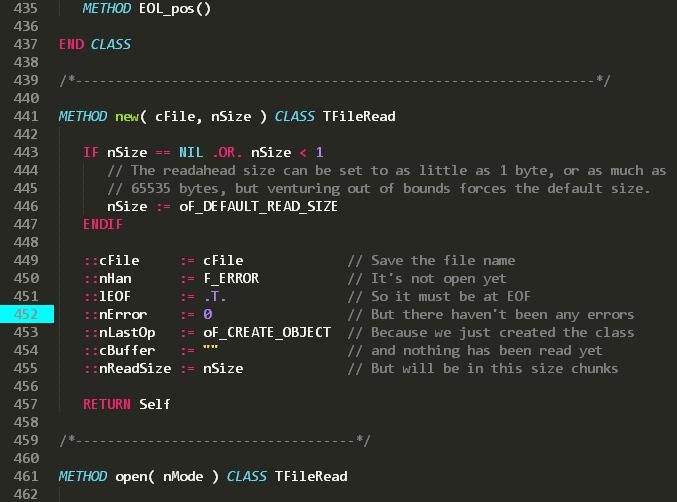 435 METHOD EOL_pos()
436
437 END CLASS
438
439 /*-----------------------------------------------------------------*/
440
441 METHOD new( cFile, nSize ) CLASS TFileRead
442
443 IF nSize == NIL .OR. nSize < 1
444 // The readahead size can be set to as little as 1 byte, or as much as
445 // 65535 bytes, but venturing out of bounds forces the default size.
446 nSize := oF_DEFAULT_READ_SIZE
447 ENDIF
448
449 ::cFile := cFile // Save the file name
450 ::nHan := F_ERROR // It's not open yet
451 ::lEOF := .T. // So it must be at EOF
452 ::nError := 0 // But there haven't been any errors
453 ::nLastOp := oF_CREATE_OBJECT // Because we just created the class
454 ::cBuffer := "" // and nothing has been read yet
455 ::nReadSize := nSize // But will be in this size chunks
456
457 RETURN Self
458
459 /*-----------------------------------*/
460
461 METHOD open( nMode ) CLASS TFileRead
462